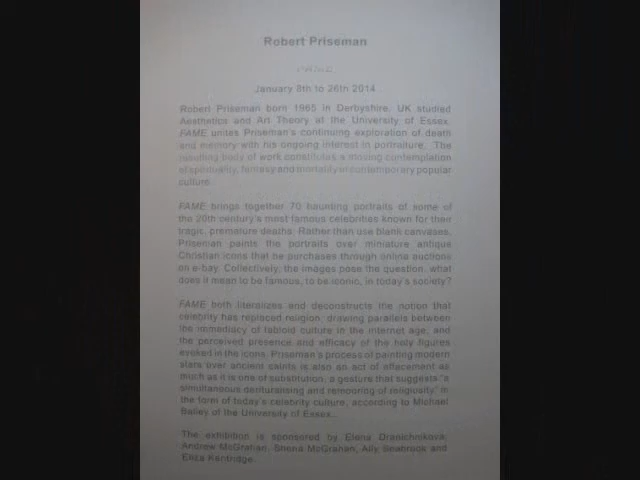 Robert Priseman
FAME
January 8th to 26th 2014
Robert Priseman born 1965 in Derbyshire, UK studied
Aesthetics and Art Theory at the University of Essex.
FAME unites Priseman's continuing exploration of death
and memory with his ongoing interest in portraiture. The
resulting body of work constitutes a moving contemplation
of spirituality, fantasy and mortality in contemporary popular
culture.
FAME brings together 70 haunting portraits of some of
the 20th century's most famous celebrities known for their
tragic, premature deaths. Rather than use blank canvases,
Priseman paints the portraits over miniature antique
Christian icons that he purchases through online auctions
on e-bay. Collectively, the images pose the question, what
does it mean to be famous, to be iconic, in today's society?
FAME both literalizes and deconstructs the notion that
celebrity has replaced religion, drawing parallels between
the immediacy of tabloid culture in the internet age, and
the perceived presence and efficacy of the holy figures
evoked in the icons. Priseman's process of painting modern
stars over ancient saints is also an act of effacement as
much as it is one of substitution, a gesture that suggests "a
simultaneous and of religiosity" in
the form of today's celebrity culture, according to Michael
Bailey of the University of Essex.
The exhibition is sponsored by Elena Dranichnikova,
Andrew McGrahan, Shena McGrahan, Ally Seabrook and
Eliza Kentridge.